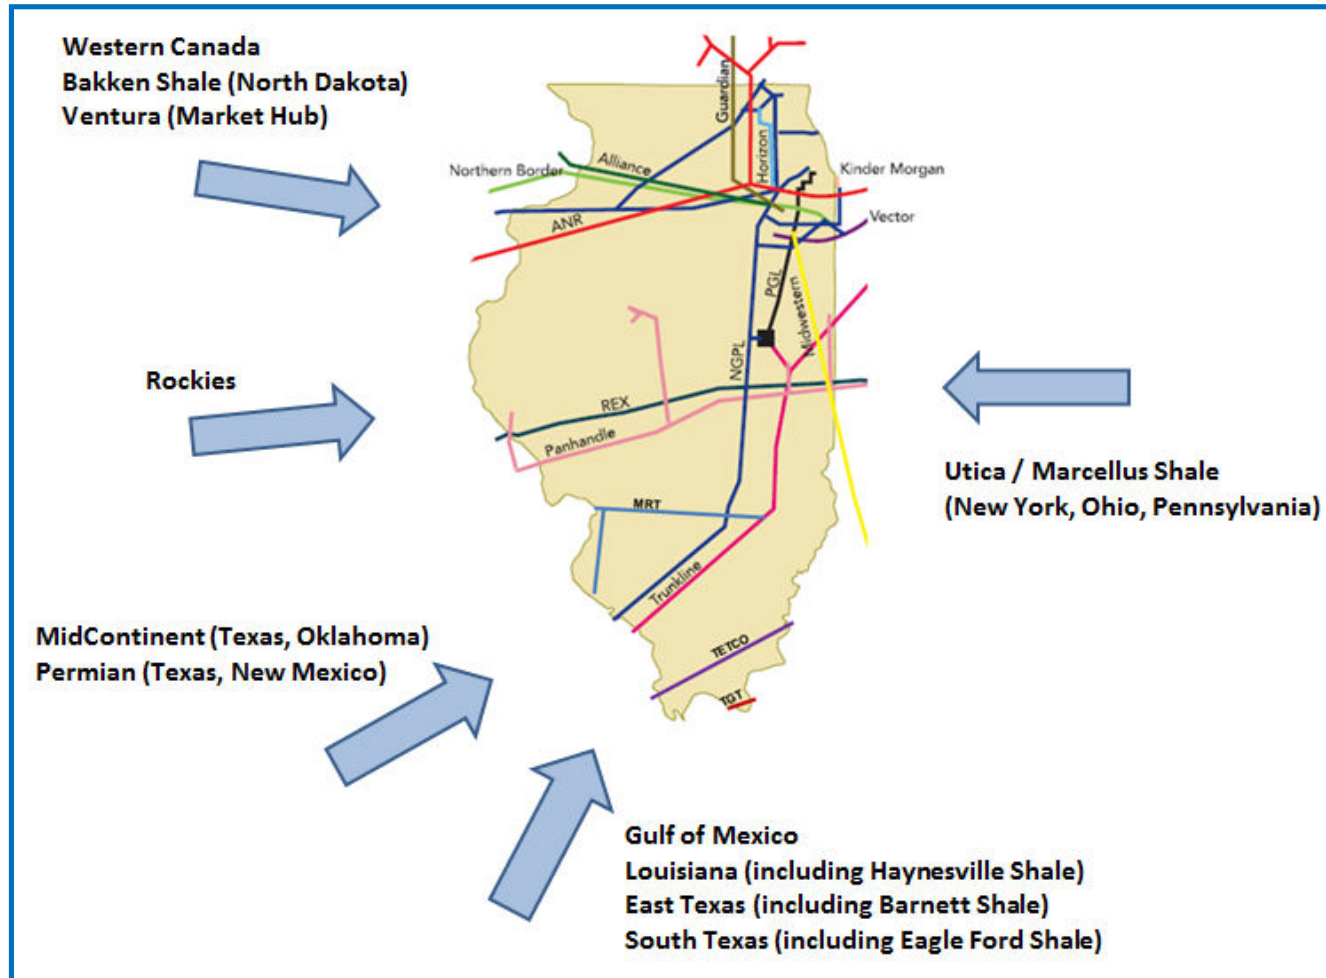 Western Canada
Bakken Shale (North Dakota)
Ventura (Market Hub)
Guardian
Horizon
Alliance
Northern Border
Kinder Morgan
Vector
ANR
PGL
Midwestern
NGPL
Rockies
REX
Panhandle
Utica / Marcellus Shale
(New York, Ohio, Pennsylvania)
MRT
Trunkline
MidContinent (Texas, Oklahoma)
Permian (Texas, New Mexico)
TETCO
TGT
Gulf of Mexico
Louisiana (including Haynesville Shale)
East Texas (including Barnett Shale)
South Texas (including Eagle Ford Shale)